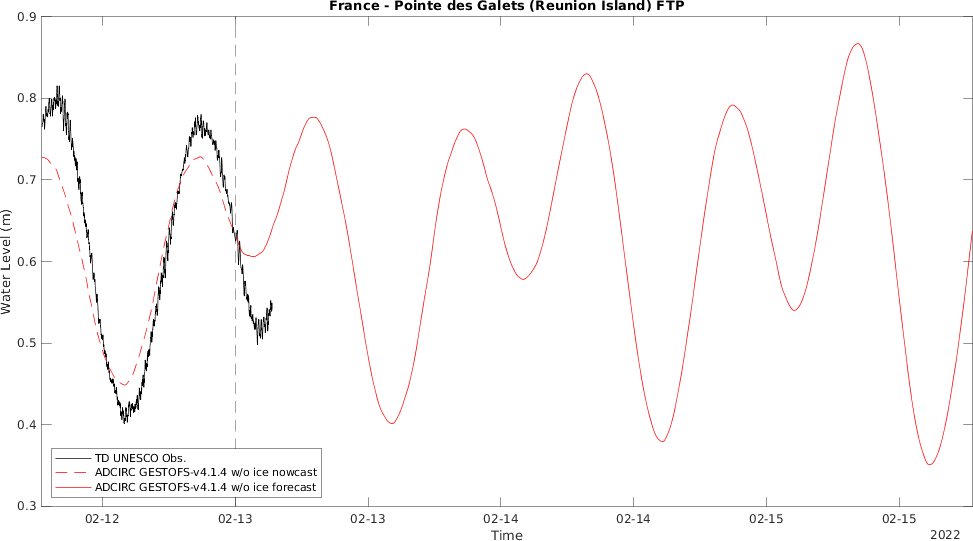 France - Pointe des Galets (Reunion Island) FTP
0.9
0.8
0.7
0.6
0.5
0.4
0.3
Water Level (m)
TD UNESCO Obs.
ADCIRC GESTOFS-v4.1.4 w/o ice nowcast
ADCIRC GESTOFS-v4.1.4 w/o ice forecast
02-12 02-13 02-13 02-14 02-14 02-15 02-15
Time
2022